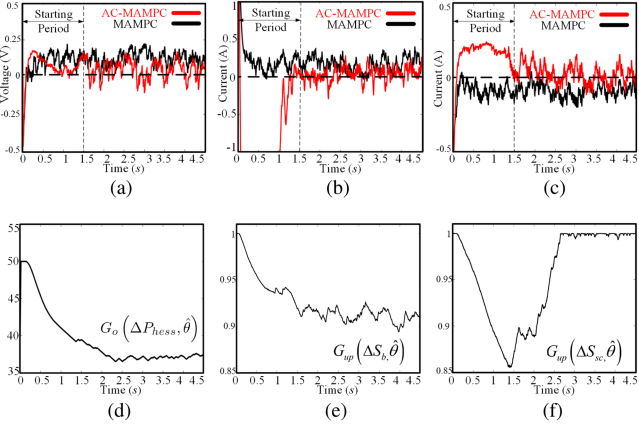 0.5
Starting
Period
AC-MAMPC
MAMPC
Voltage (V)
0.25
0
-0.5
0 0.5 1 1.5 2 2.5 3 3.5 4 4.5
Time (s)
(a)
1
Starting
Period
AC-MAMPC
MAMPC
Current (A)
0.5
0
-1
0 0.5 1 1.5 2 2.5 3 3.5 4 4.5
Time (s)
(b)
0.5
Starting
Period
AC-MAMPC
MAMPC
Current (A)
0
-0.5
0 0.5 1 1.5 2 2.5 3 3.5 4 4.5
Time (s)
(c)
55
50
45
40
35
G_o (ΔP_hess, θ̂)
0 0.5 1 1.5 2 2.5 3 3.5 4 4.5
Time (s)
(d)
1
0.95
0.9
0.85
G_up (ΔS_b, θ̂)
0 0.5 1 1.5 2 2.5 3 3.5 4 4.5
Time (s)
(e)
1
0.95
0.9
0.85
G_up (ΔS_sc, θ̂)
0 0.5 1 1.5 2 2.5 3 3.5 4 4.5
Time (s)
(f)